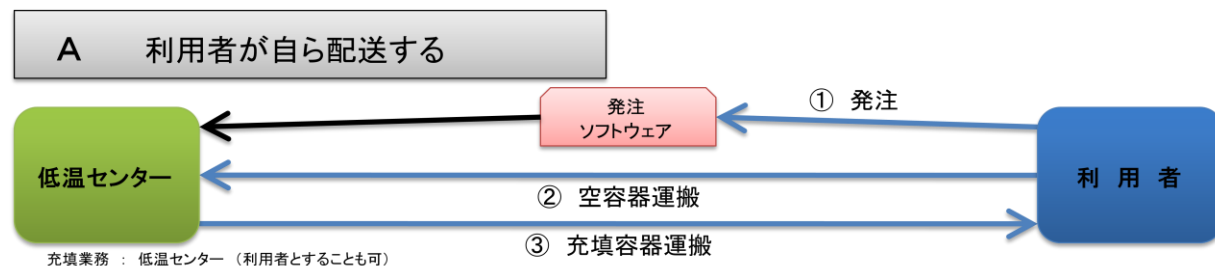 A 利用者が自ら配送する
発注
ソフトウェア
① 発注
低温センター
利 用 者
② 空容器運搬
③ 充填容器運搬
充填業務 : 低温センター (利用者とすることも可)